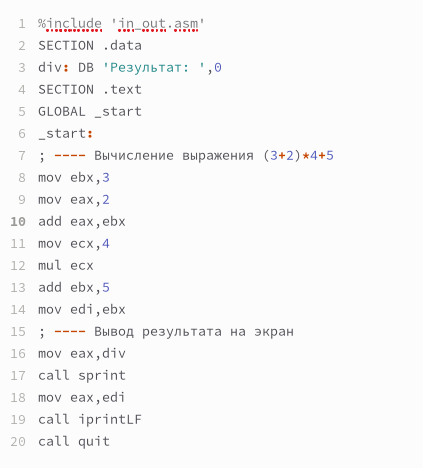 1 %include 'in_out.asm'
2 SECTION .data
3 div: DB 'Результат: ',0
4 SECTION .text
5 GLOBAL _start
6 _start:
7 ; ---- Вычисление выражения (3+2)*4+5
8 mov ebx,3
9 mov eax,2
10 add eax,ebx
11 mov ecx,4
12 mul ecx
13 add ebx,5
14 mov edi,ebx
15 ; ---- Вывод результата на экран
16 mov eax,div
17 call sprint
18 mov eax,edi
19 call iprintLF
20 call quit